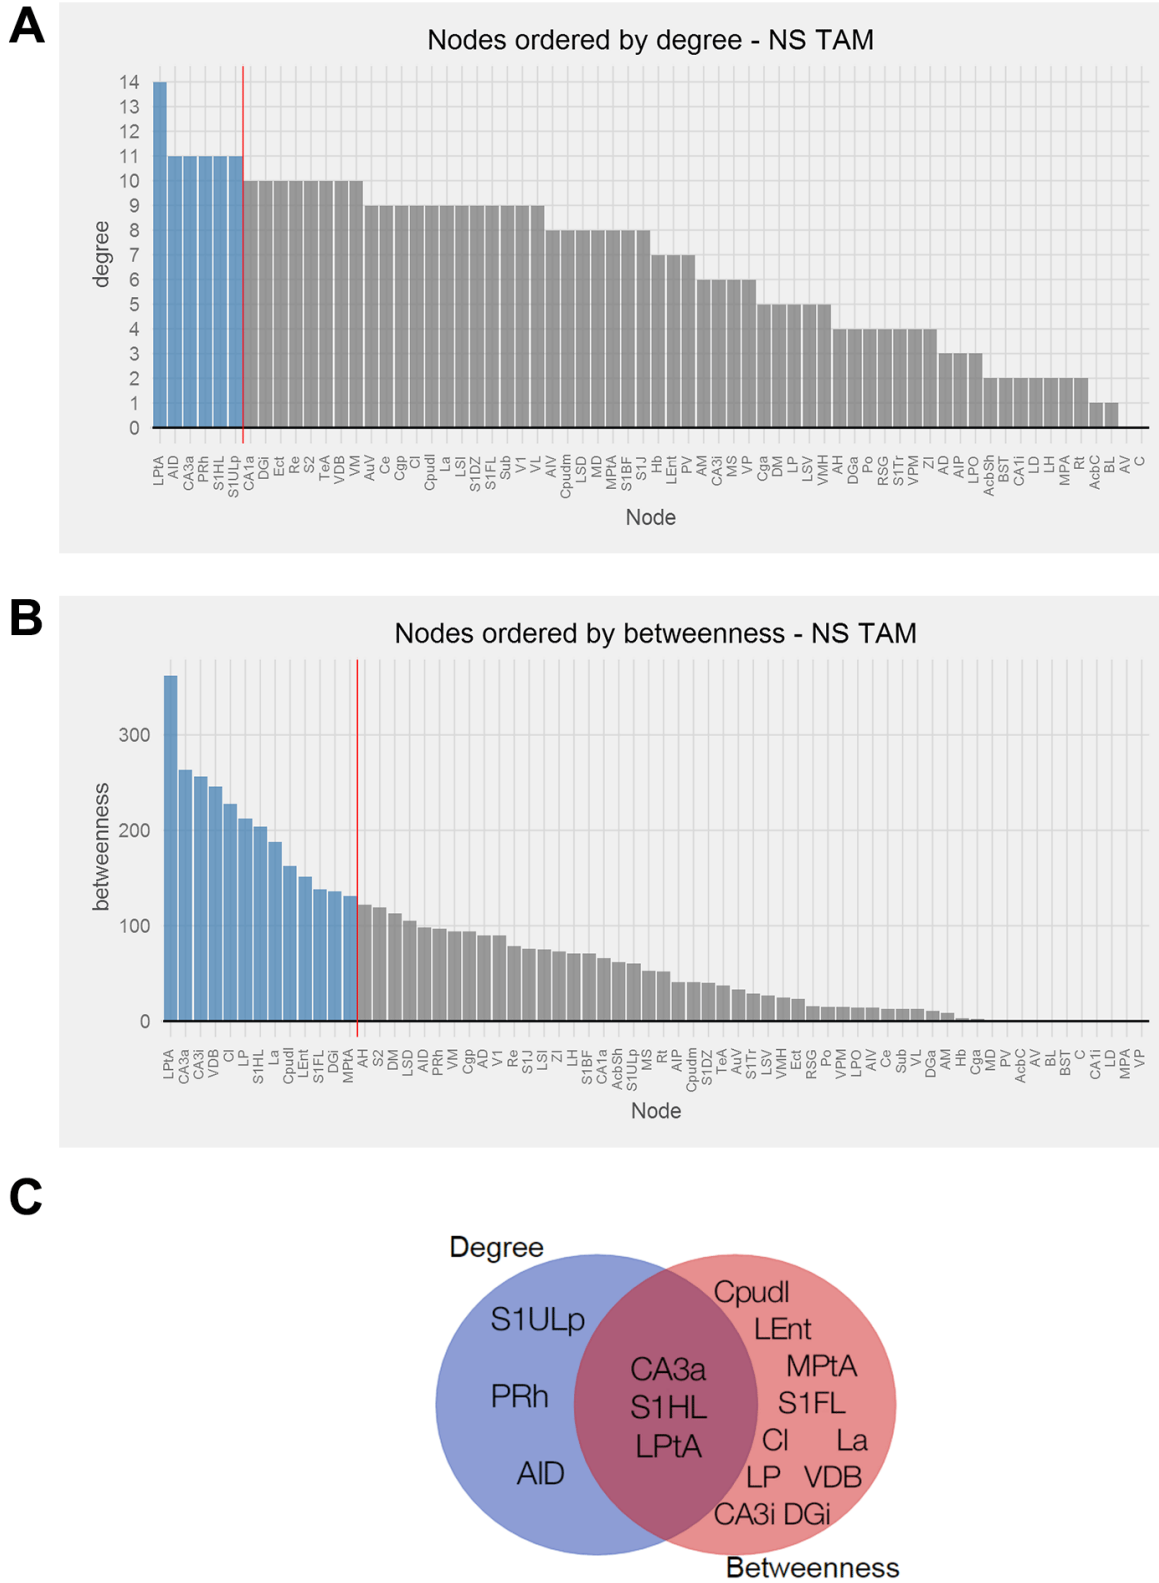 A
Nodes ordered by degree - NS TAM
degree
14
13
12
11
10
9
8
7
6
5
4
3
2
1
0
LPtA AID CA3a PRh S1HL S1ULp CA1a DGi Ect Re S2 TeA VDB VM AuV Ce Cgp Cl Cpudl La LSI S1DZ S1FL Sub V1 VL AIV Cpudm LSD MD MPtA S1BF S1J Hb LEnt PV AM CA3i MS VP Cga DM LP LSV VMH AH DGa Po RSG S1Tr VPM ZI AD AIP LPO AcbSh BST CA1i LD LH MPA Rt AcbC BL AV C
Node
B
Nodes ordered by betweenness - NS TAM
betweenness
300
200
100
0
LPtA CA3a CA3i VDB Cl LP S1HL La Cpudl LEnt S1FL DGi MPtA AH S2 DM LSD AID PRh VM Cgp AD V1 Re S1J LSI ZI LH S1BF CA1a AcbSh S1ULp MS Rt AIP Cpudm S1DZ TeA AuV S1Tr LSV VMH Ect RSG Po VPM LPO AIV Ce Sub VL DGa AM Hb Cga MD PV AcbC AV BL BST C CA1i LD MPA VP
Node
C
Degree
S1ULp
PRh
AID
CA3a
S1HL
LPtA
Cpudl
LEnt
MPtA
S1FL
Cl La
LP VDB
CA3i DGi
Betweenness